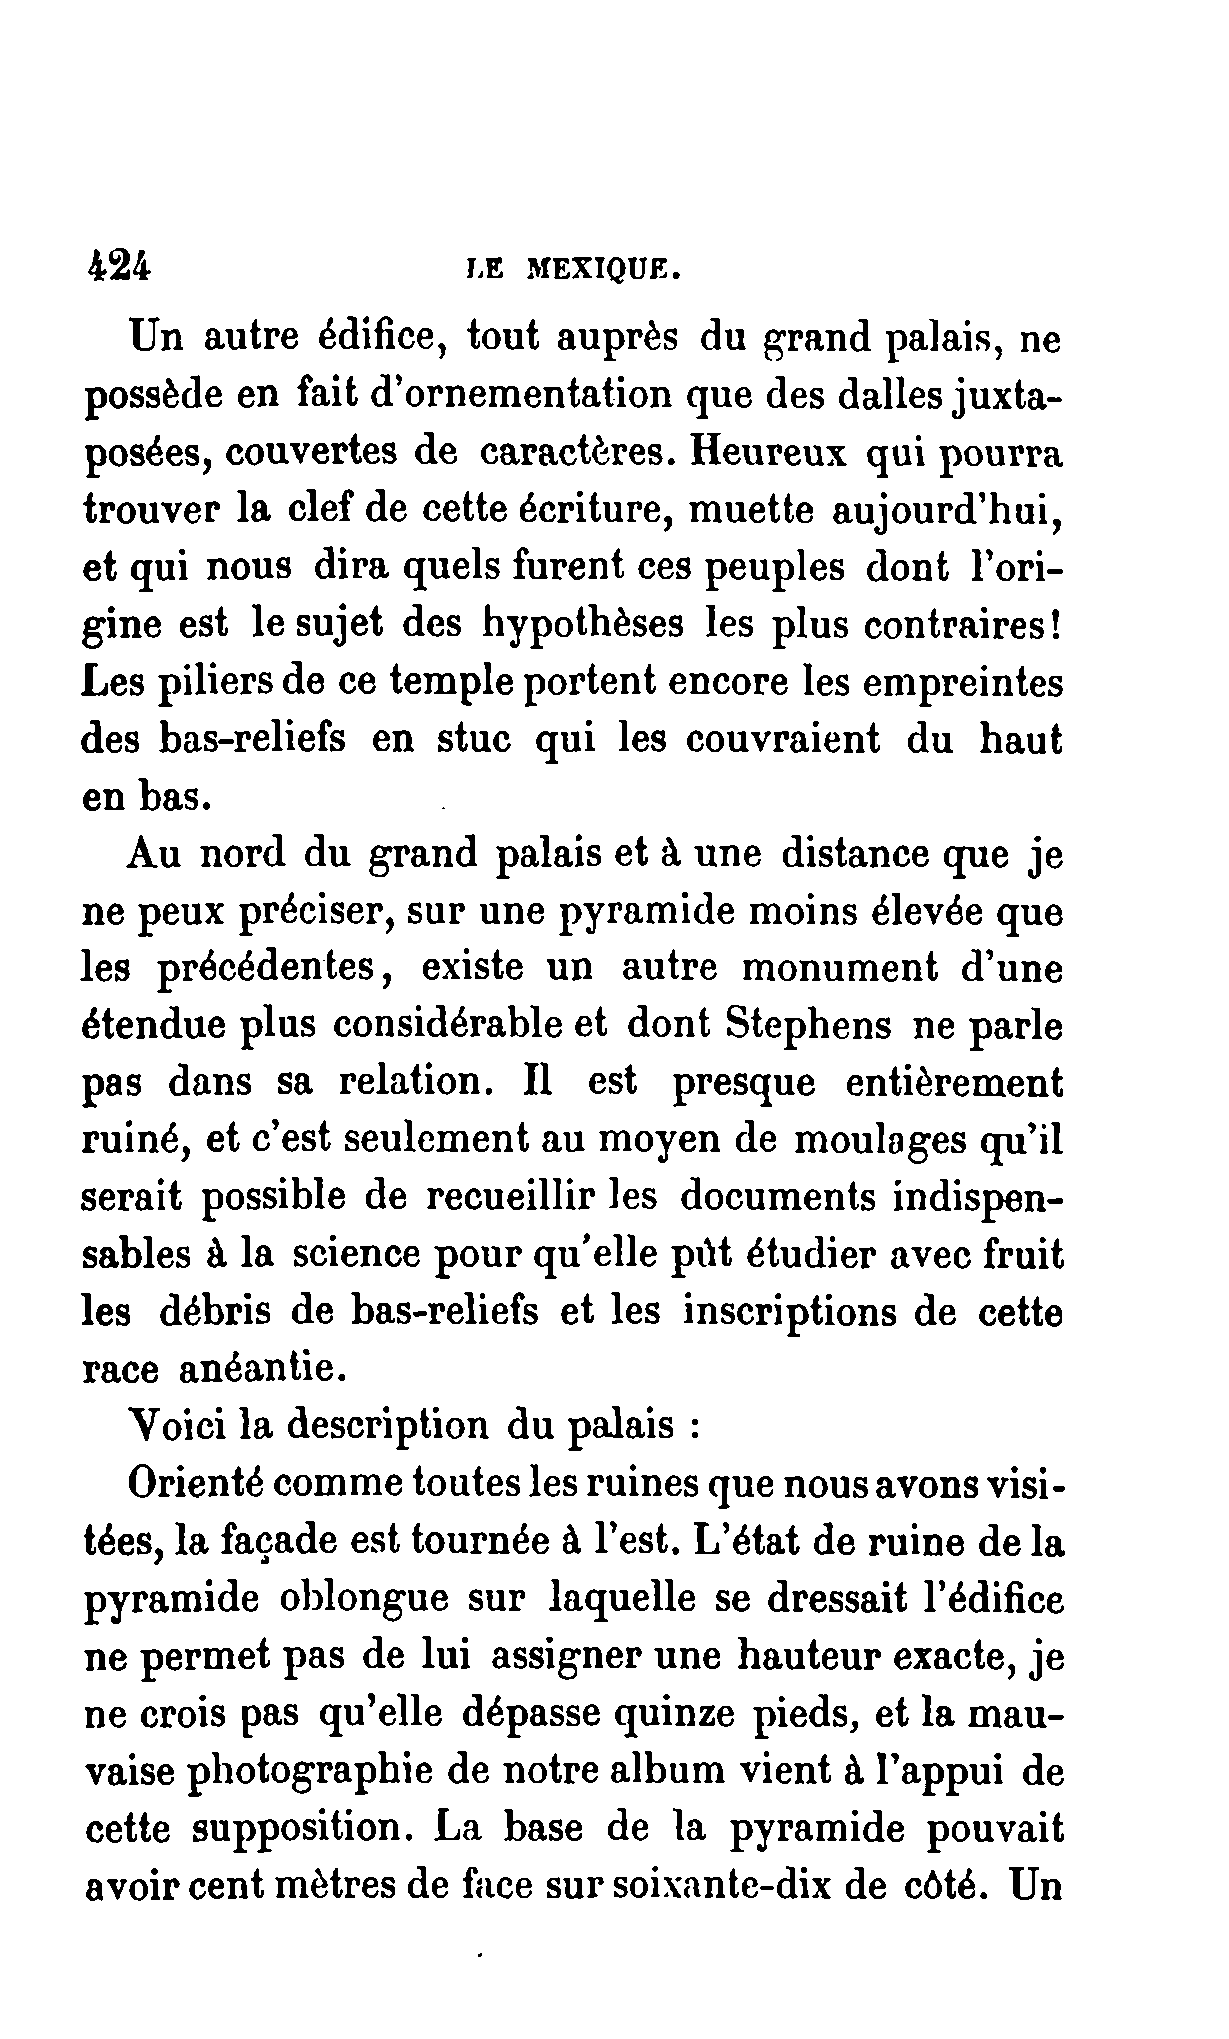 424 LE MEXIQUE.
Un autre édifice, tout auprès du grand palais, ne
possède en fait d'ornementation que des dalles juxta-
posées, couvertes de caractères. Heureux qui pourra
trouver la clef de cette écriture, muette aujourd'hui,
et qui nous dira quels furent ces peuples dont l'ori-
gine est le sujet des hypothèses les plus contraires!
Les piliers de ce temple portent encore les empreintes
des bas-reliefs en stuc qui les couvraient du haut
en bas.
Au nord du grand palais et à une distance que je
ne peux préciser, sur une pyramide moins élevée que
les précédentes, existe un autre monument d'une
étendue plus considérable et dont Stephens ne parle
pas dans sa relation. Il est presque entièrement
ruiné, et c'est seulement au moyen de moulages qu'il
serait possible de recueillir les documents indispen-
sables à la science pour qu'elle pût étudier avec fruit
les débris de bas-reliefs et les inscriptions de cette
race anéantie.
Voici la description du palais :
Orienté comme toutes les ruines que nous avons visi-
tées, la façade est tournée à l'est. L'état de ruine de la
pyramide oblongue sur laquelle se dressait l'édifice
ne permet pas de lui assigner une hauteur exacte, je
ne crois pas qu'elle dépasse quinze pieds, et la mau-
vaise photographie de notre album vient à l'appui de
cette supposition. La base de la pyramide pouvait
avoir cent mètres de face sur soixante-dix de côté. Un